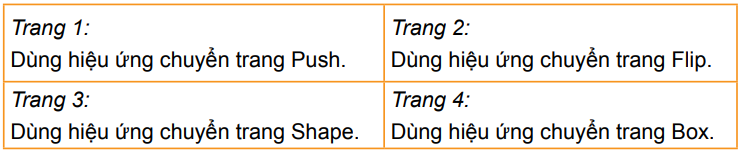 Trang 1:
Dùng hiệu ứng chuyển trang Push.
Trang 2:
Dùng hiệu ứng chuyển trang Flip.
Trang 3:
Dùng hiệu ứng chuyển trang Shape.
Trang 4:
Dùng hiệu ứng chuyển trang Box.